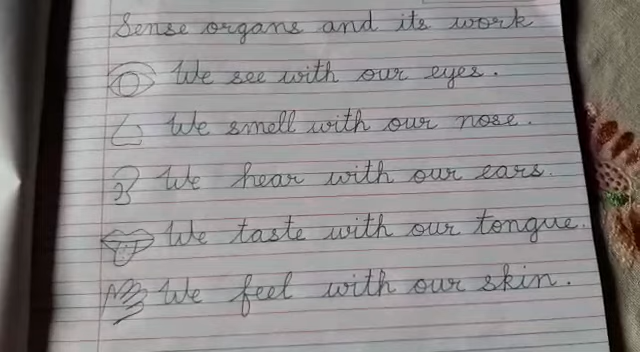 Sense organs and its work
We see with our eyes.
We smell with our nose.
We hear with our ears.
We taste with our tongue.
We feel with our skin.